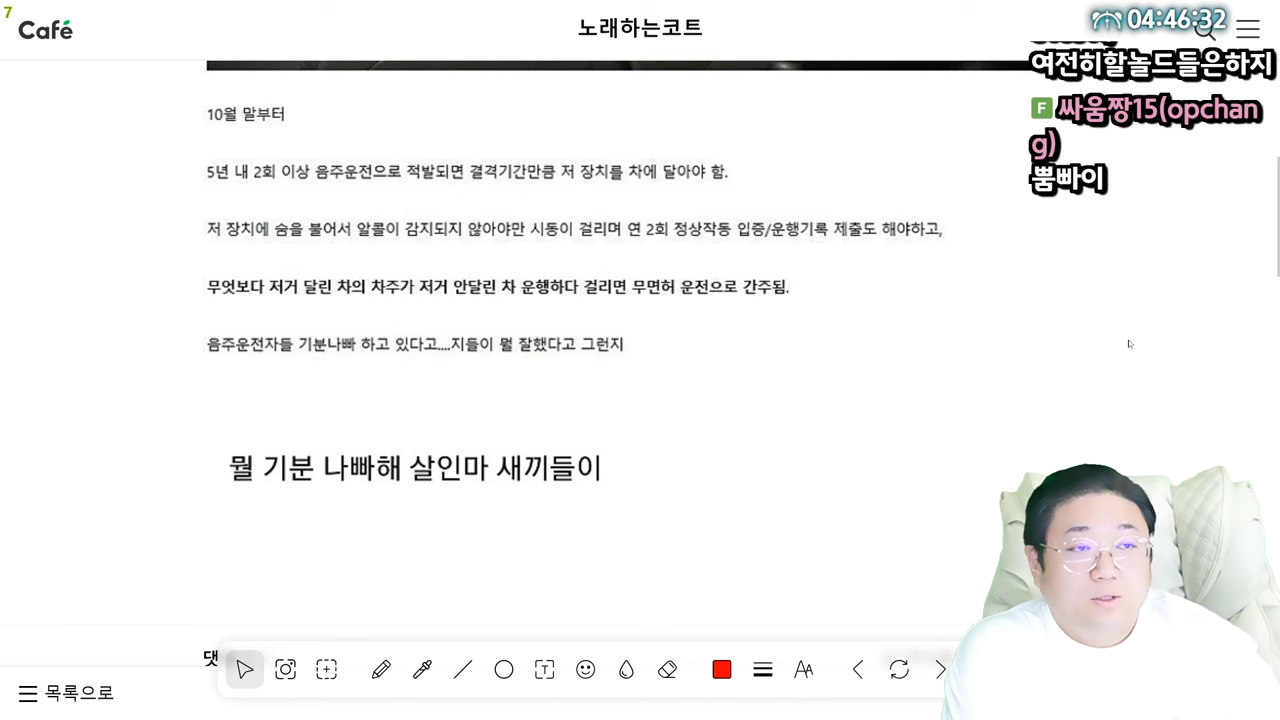 7
Café
노래하는코트
04:46:32
여전히할놀드들은하지
F 싸움짱15(opchan
g)
뿜빠이
10월 말부터
5년 내 2회 이상 음주운전으로 적발되면 결격기간만큼 저 장치를 차에 달아야 함.
저 장치에 숨을 불어서 알콜이 감지되지 않아야만 시동이 걸리며 연 2회 정상작동 입증/운행기록 제출도 해야하고,
무엇보다 저거 달린 차의 차주가 저거 안달린 차 운행하다 걸리면 무면허 운전으로 간주됨.
음주운전자들 기분나빠 하고 있다고....지들이 뭘 잘했다고 그런지
뭘 기분 나빠해 살인마 새끼들이
댓
목록으로